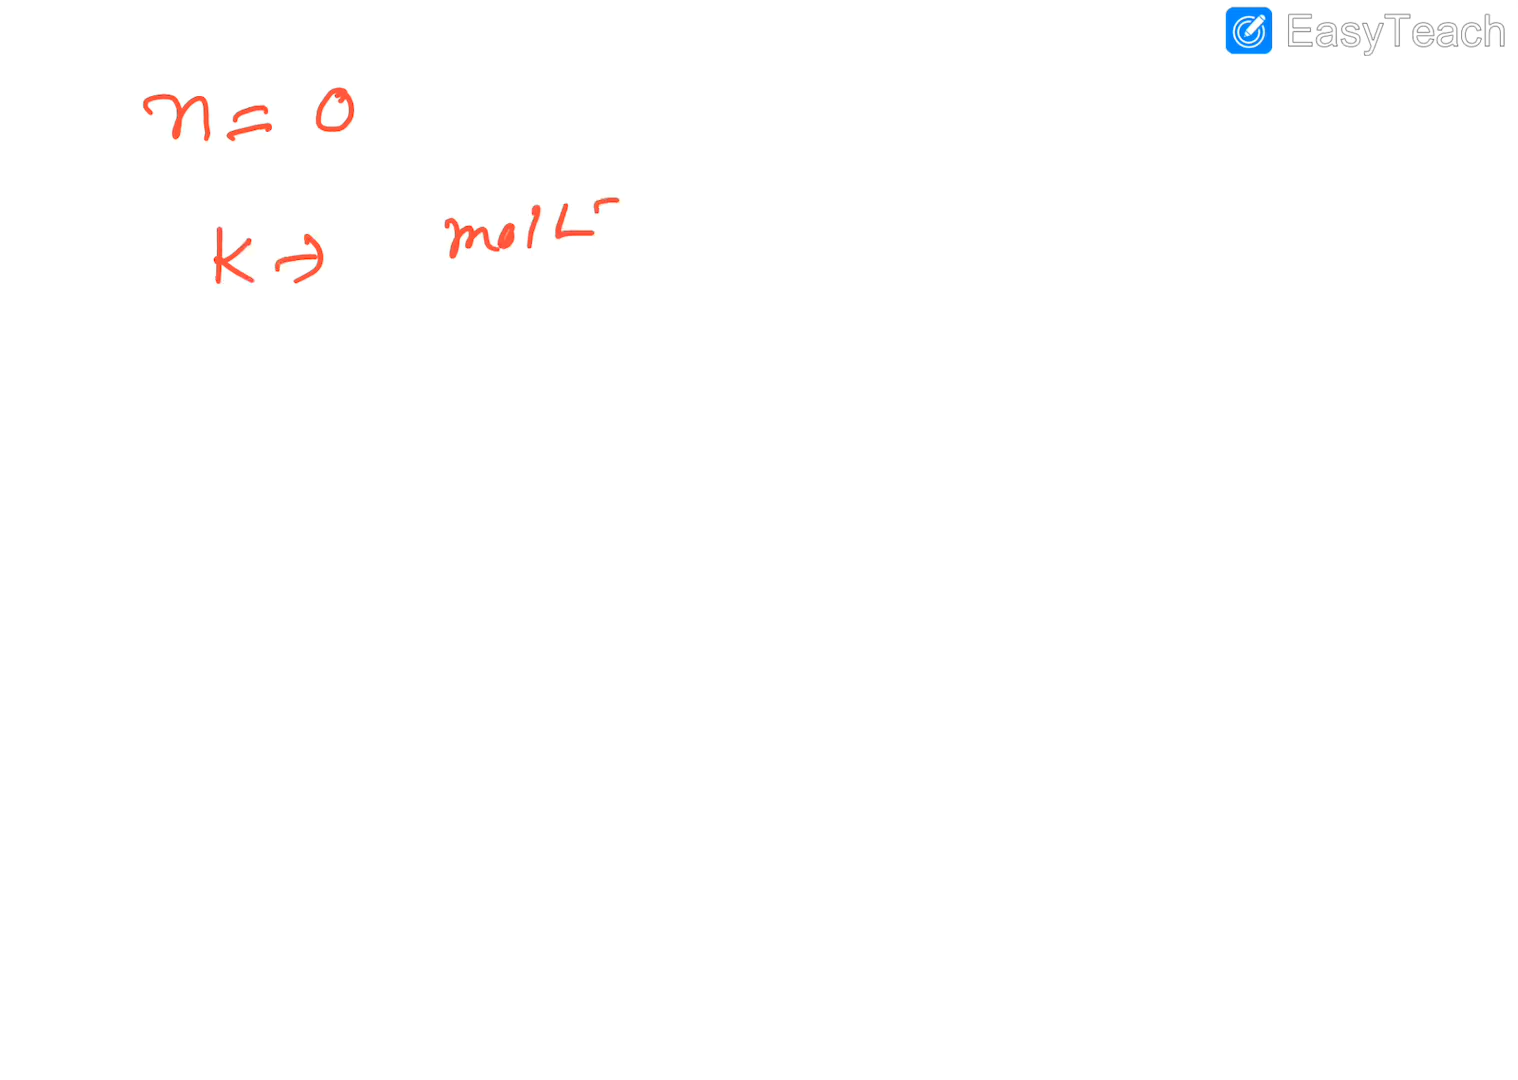 EasyTeach
n = 0
K → mol L⁻